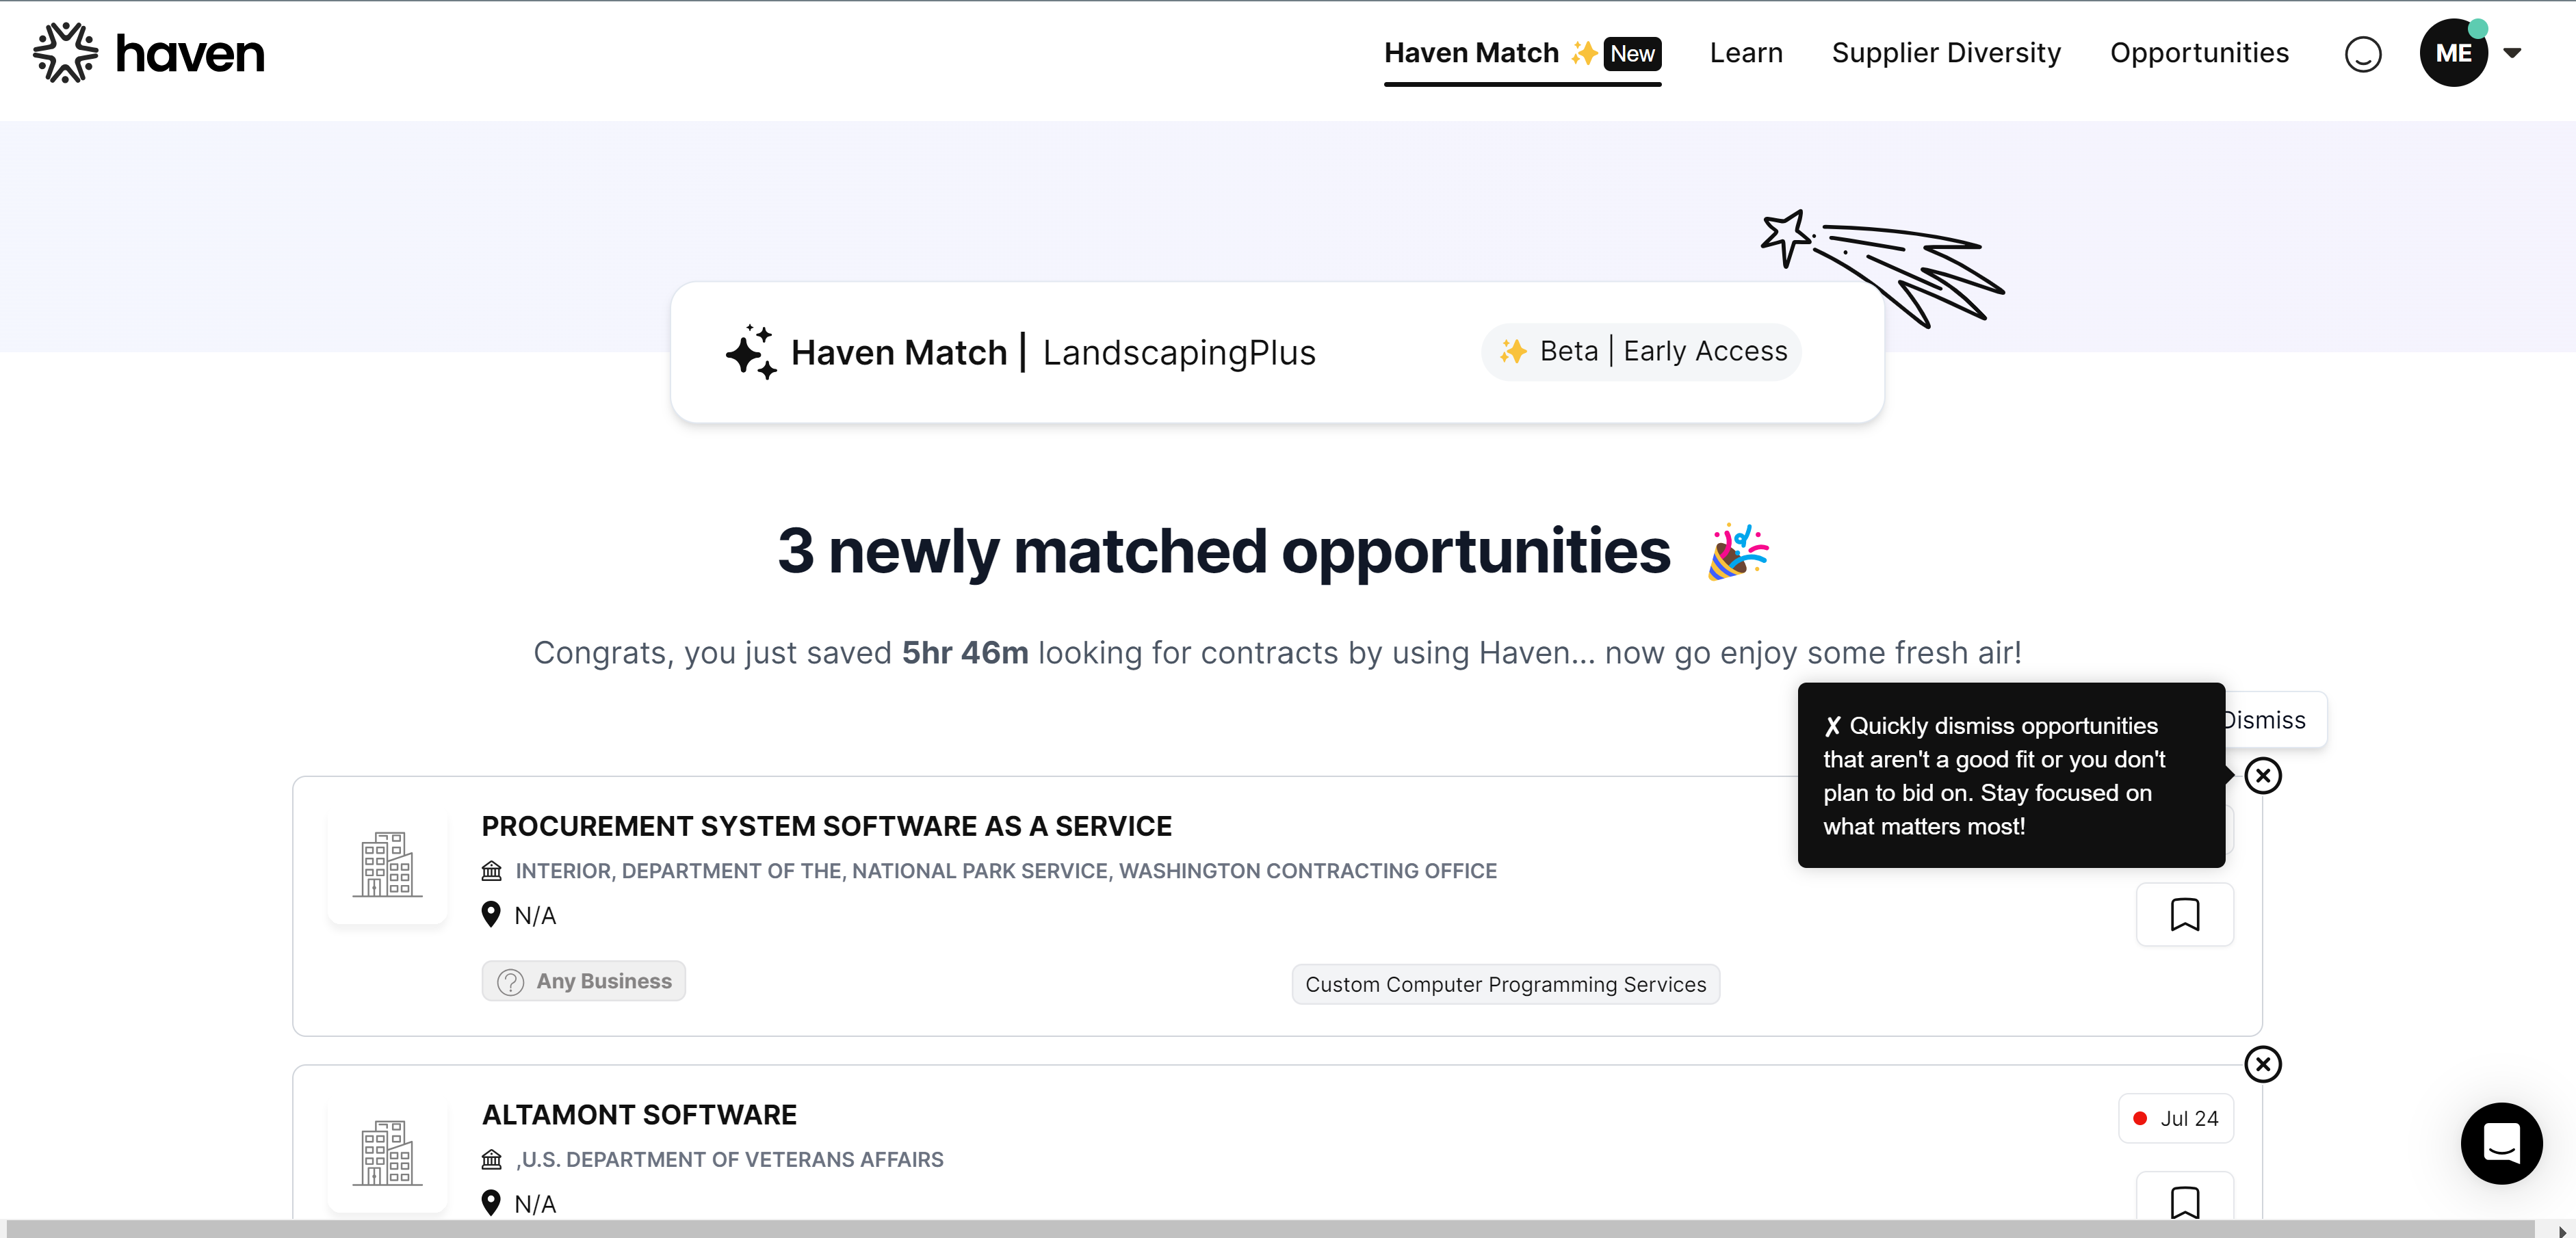 haven
Haven Match ✨ New
Learn
Supplier Diversity
Opportunities
ME
Haven Match | LandscapingPlus
✨ Beta | Early Access
3 newly matched opportunities 🎉
Congrats, you just saved 5hr 46m looking for contracts by using Haven... now go enjoy some fresh air!
Dismiss
✗ Quickly dismiss opportunities
that aren't a good fit or you don't
plan to bid on. Stay focused on
what matters most!
PROCUREMENT SYSTEM SOFTWARE AS A SERVICE
INTERIOR, DEPARTMENT OF THE, NATIONAL PARK SERVICE, WASHINGTON CONTRACTING OFFICE
N/A
? Any Business
Custom Computer Programming Services
ALTAMONT SOFTWARE
Jul 24
,U.S. DEPARTMENT OF VETERANS AFFAIRS
N/A